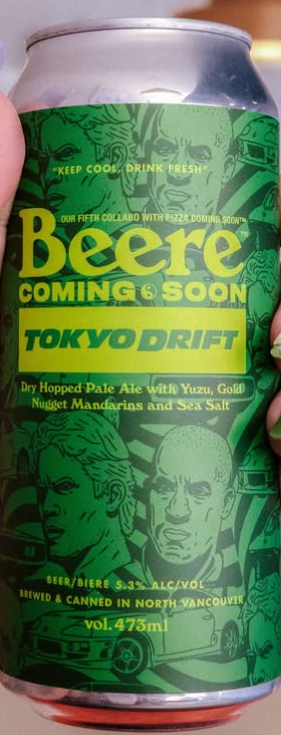 "KEEP COOL, DRINK FRESH"
OUR FIFTH COLLABO WITH PIZZA COMING SOON™
Beere™
COMING SOON
TOKYO DRIFT
Dry Hopped Pale Ale with Yuzu, Gold
Nugget Mandarins and Sea Salt
BEER/BIERE 5.3% ALC/VOL
BREWED & CANNED IN NORTH VANCOUVER
vol. 473ml